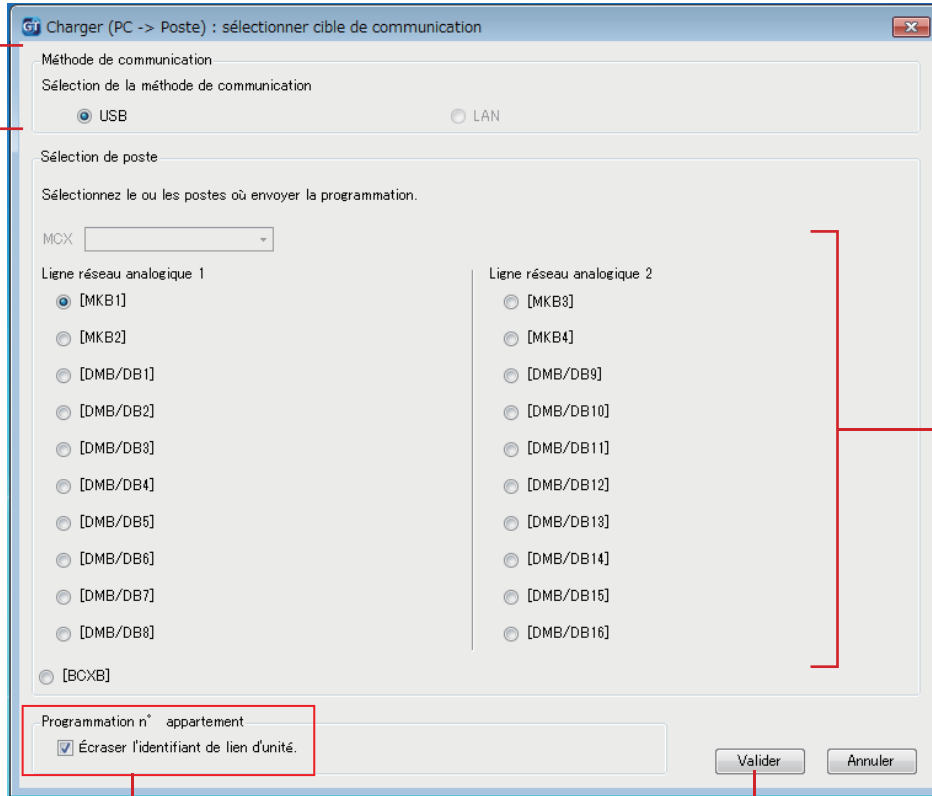 GT Charger (PC -> Poste) : sélectionner cible de communication
Méthode de communication
Sélection de la méthode de communication
USB
LAN
Sélection de poste
Sélectionnez le ou les postes où envoyer la programmation.
MCX
Ligne réseau analogique 1
[MKB1]
[MKB2]
[DMB/DB1]
[DMB/DB2]
[DMB/DB3]
[DMB/DB4]
[DMB/DB5]
[DMB/DB6]
[DMB/DB7]
[DMB/DB8]
Ligne réseau analogique 2
[MKB3]
[MKB4]
[DMB/DB9]
[DMB/DB10]
[DMB/DB11]
[DMB/DB12]
[DMB/DB13]
[DMB/DB14]
[DMB/DB15]
[DMB/DB16]
[BCXB]
Programmation n° appartement
Écraser l'identifiant de lien d'unité.
Valider
Annuler